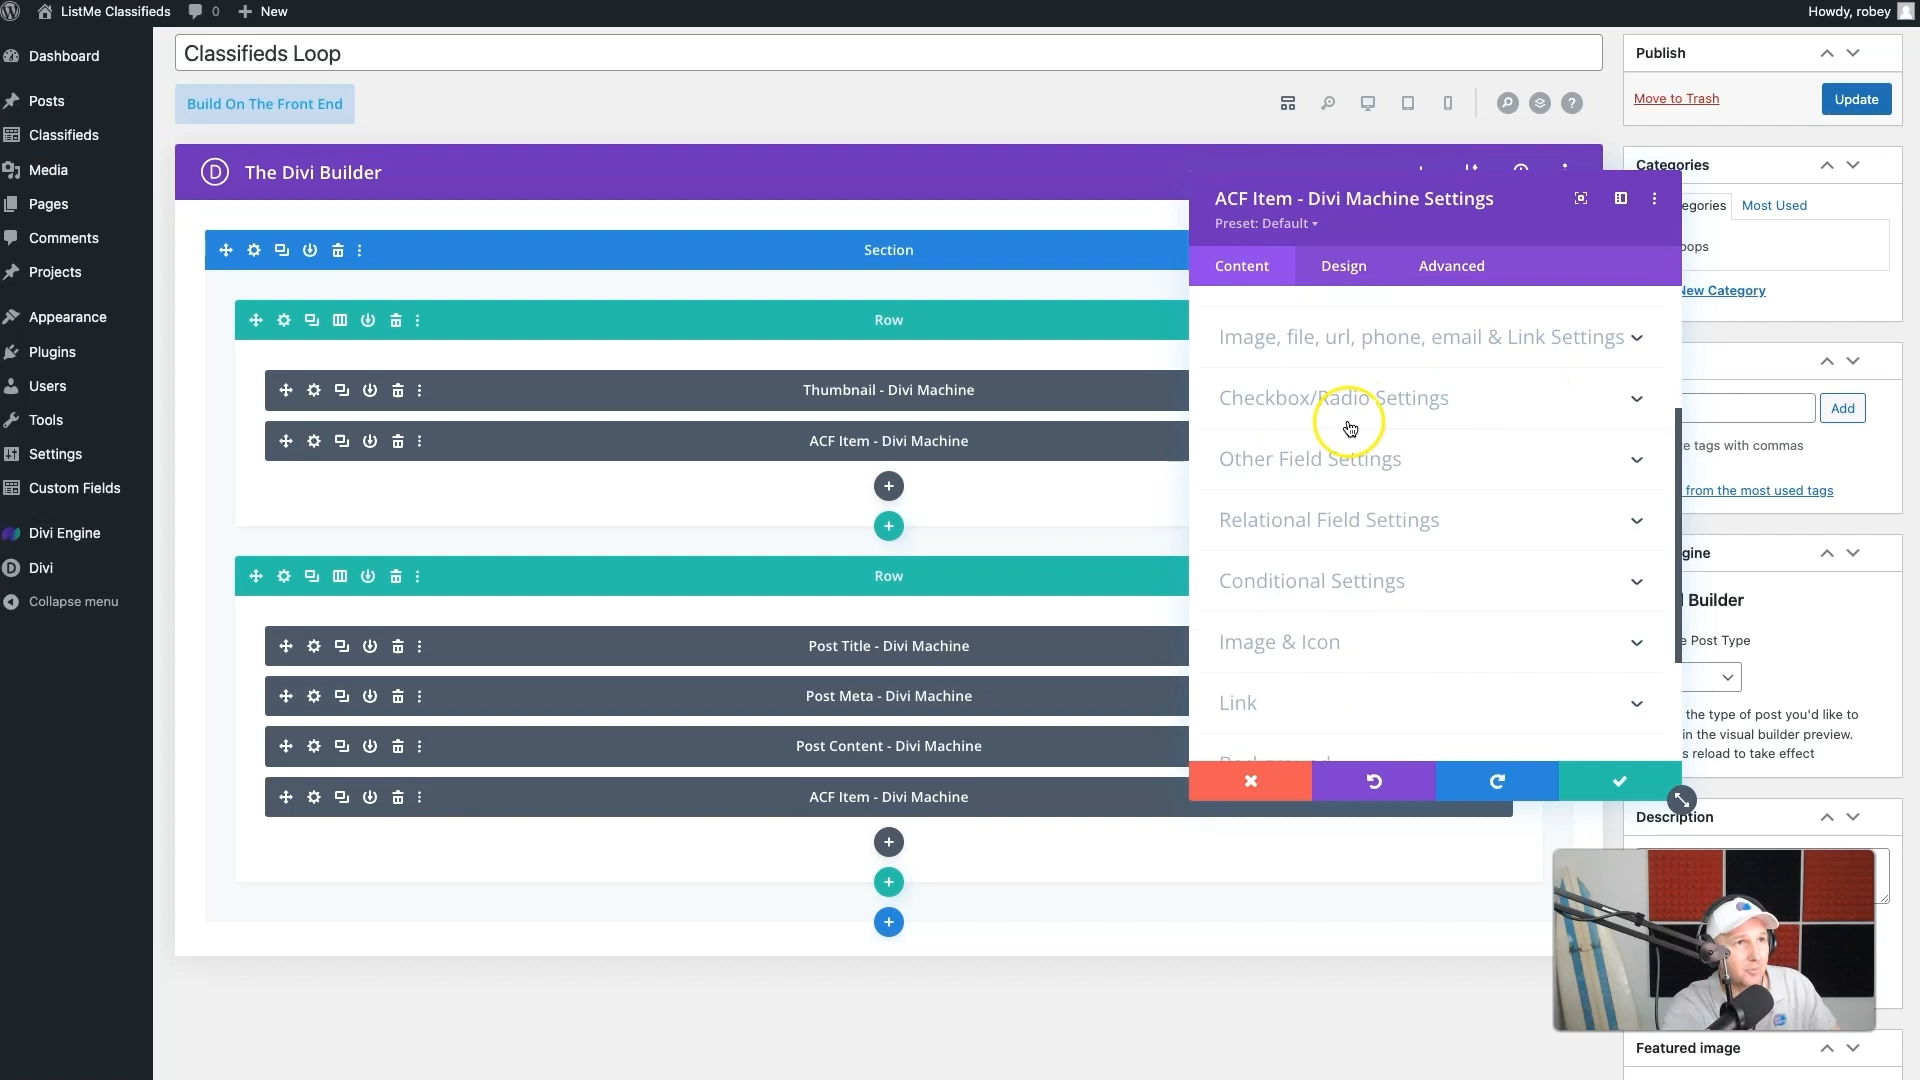 ListMe Classifieds
0
New
Howdy, robey
Dashboard
Posts
Classifieds
Media
Pages
Comments
Projects
Appearance
Plugins
Users
Tools
Settings
Custom Fields
Divi Engine
Divi
Collapse menu
Classifieds Loop
Build On The Front End
?
D
The Divi Builder
Section
Row
Thumbnail - Divi Machine
ACF Item - Divi Machine
Row
Post Title - Divi Machine
Post Meta - Divi Machine
Post Content - Divi Machine
ACF Item - Divi Machine
ACF Item - Divi Machine Settings
Preset: Default
Content
Design
Advanced
Image, file, url, phone, email & Link Settings
Checkbox/Radio Settings
Other Field Settings
Relational Field Settings
Conditional Settings
Image & Icon
Link
Background
Publish
Move to Trash
Update
Categories
egories
Most Used
oops
New Category
Add
e tags with commas
from the most used tags
gine
l Builder
e Post Type
the type of post you'd like to
in the visual builder preview.
s reload to take effect
Description
Featured image